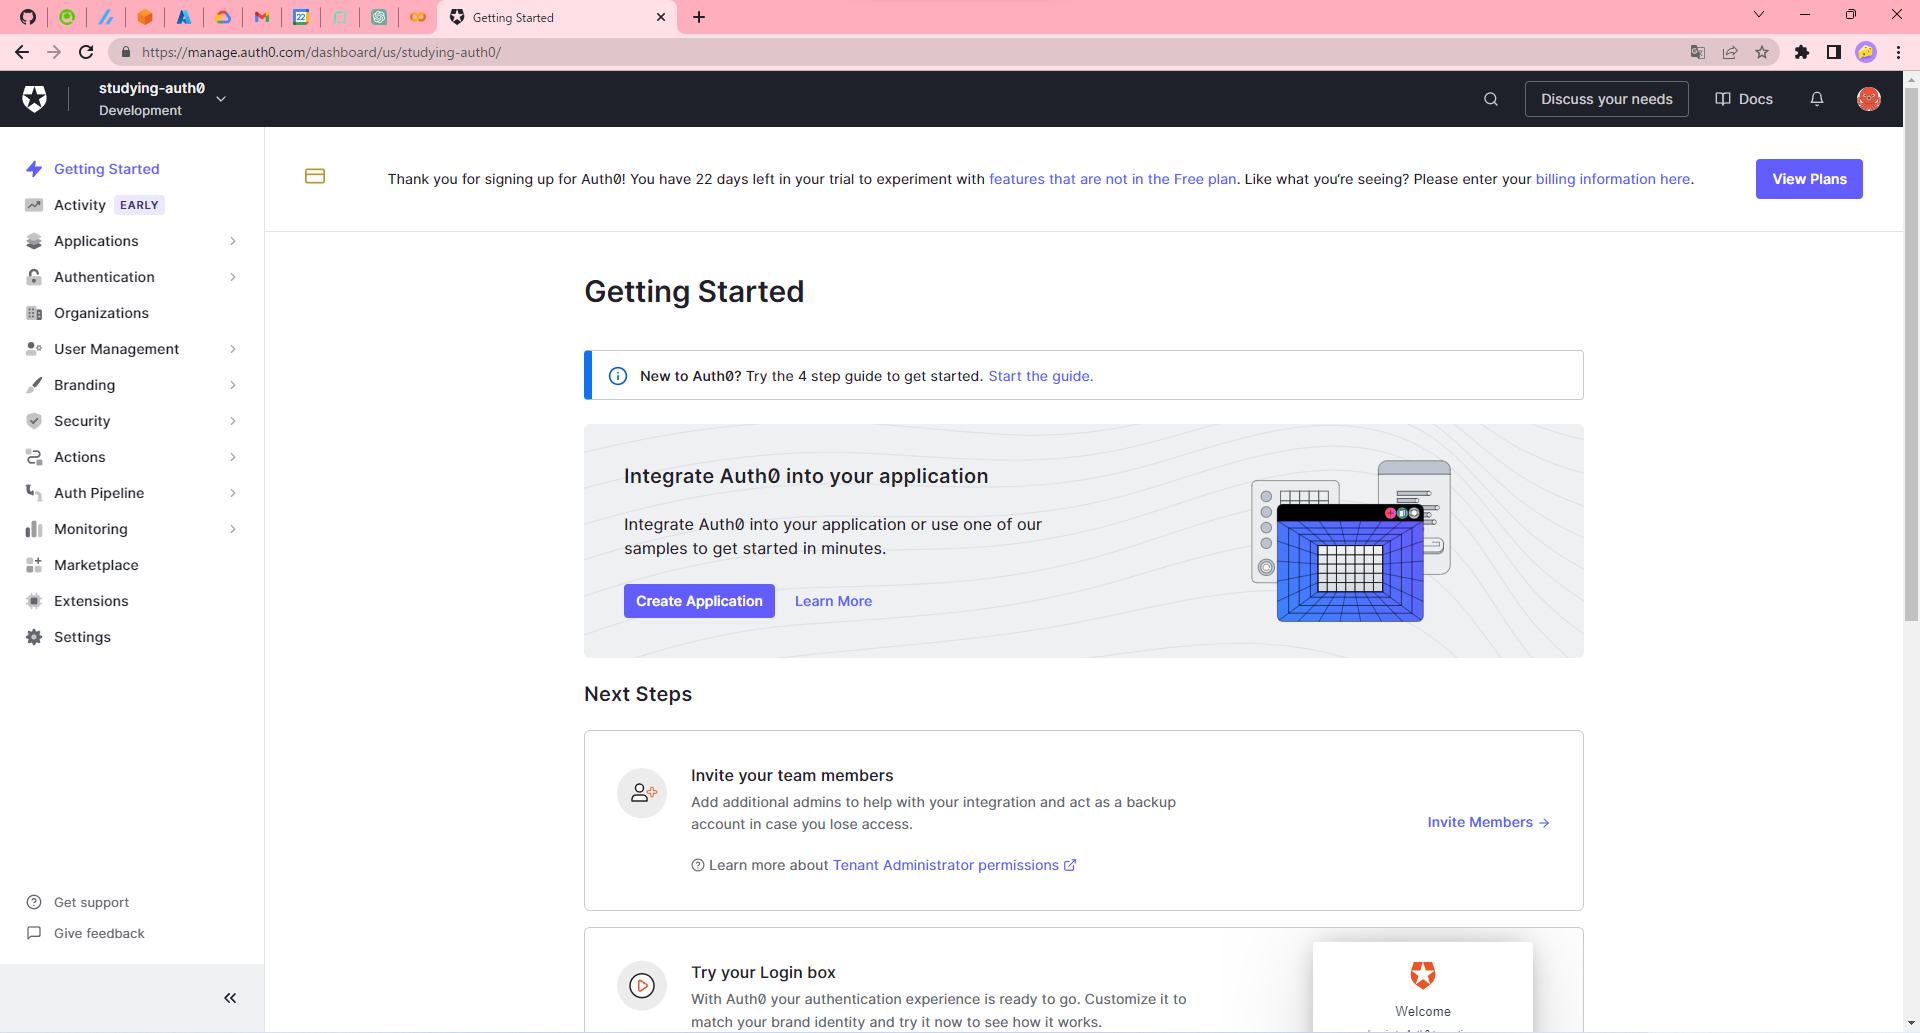 22
Getting Started
https://manage.auth0.com/dashboard/us/studying-auth0/
studying-auth0
Development
Discuss your needs
Docs
Getting Started
Activity EARLY
Applications
Authentication
Organizations
User Management
Branding
Security
Actions
Auth Pipeline
Monitoring
Marketplace
Extensions
Settings
Get support
Give feedback
Thank you for signing up for Auth0! You have 22 days left in your trial to experiment with features that are not in the Free plan. Like what you're seeing? Please enter your billing information here.
View Plans
Getting Started
New to Auth0? Try the 4 step guide to get started. Start the guide.
Integrate Auth0 into your application
Integrate Auth0 into your application or use one of our
samples to get started in minutes.
Create Application
Learn More
Next Steps
Invite your team members
Add additional admins to help with your integration and act as a backup
account in case you lose access.
Invite Members →
Learn more about Tenant Administrator permissions
Try your Login box
With Auth0 your authentication experience is ready to go. Customize it to
match your brand identity and try it now to see how it works.
Welcome